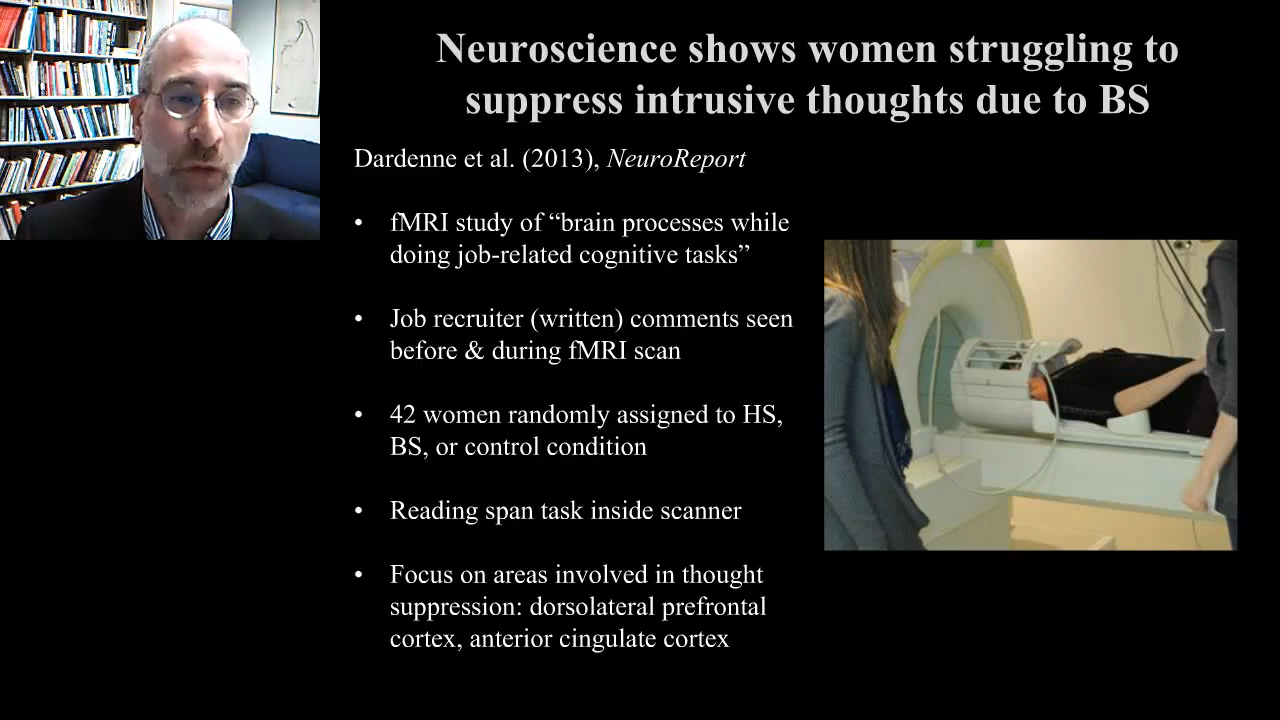 Neuroscience shows women struggling to
suppress intrusive thoughts due to BS
Dardenne et al. (2013), NeuroReport
• fMRI study of “brain processes while
doing job-related cognitive tasks”
• Job recruiter (written) comments seen
before & during fMRI scan
• 42 women randomly assigned to HS,
BS, or control condition
• Reading span task inside scanner
• Focus on areas involved in thought
suppression: dorsolateral prefrontal
cortex, anterior cingulate cortex